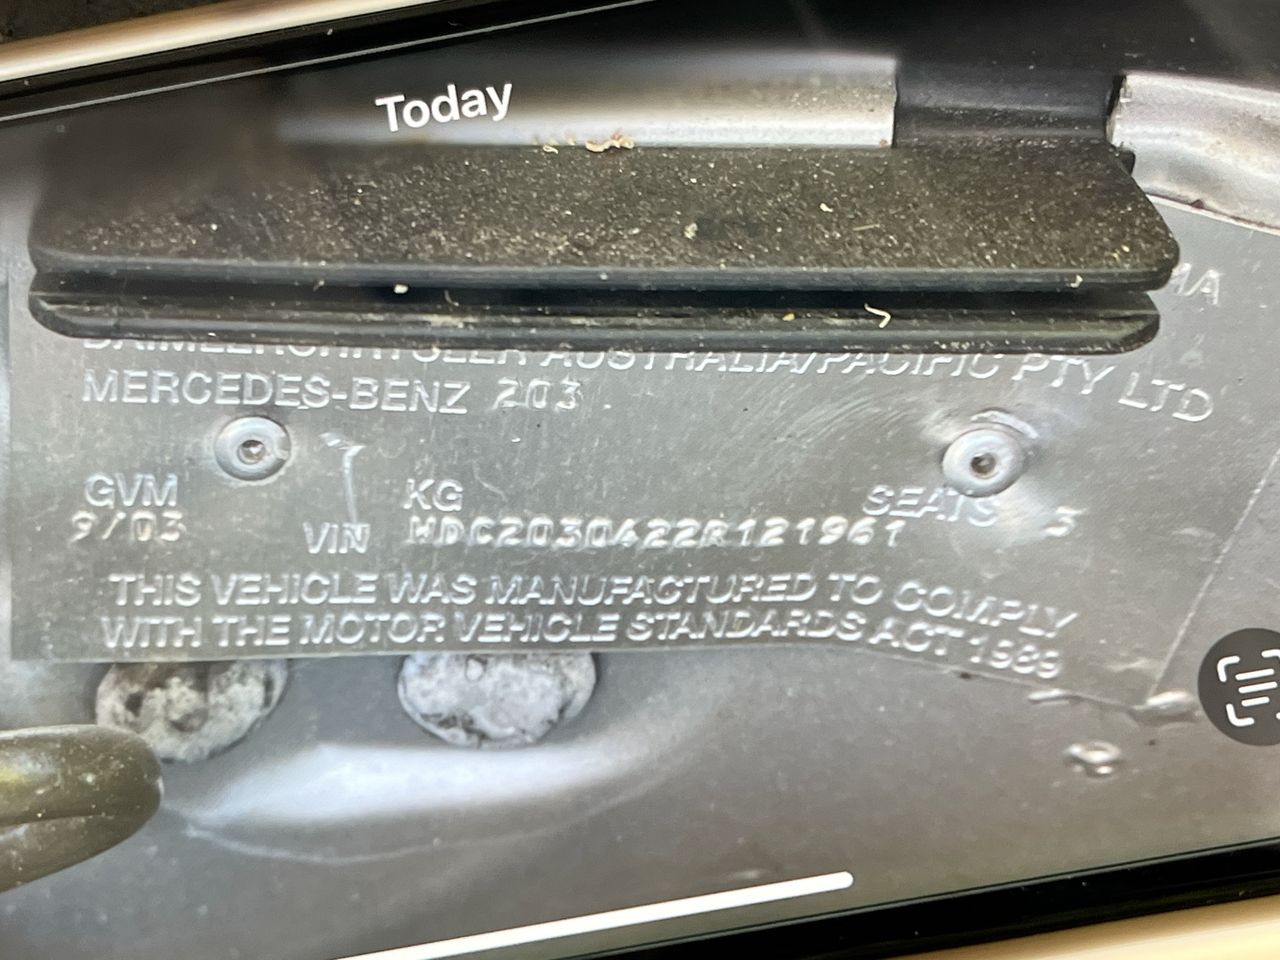 Today
MA
DAIMLERCHRYSLER AUSTRALIA/PACIFIC PTY LTD
MERCEDES-BENZ 203
GVM KG SEATS 5
9/03 VIN WDC2030422R121961
THIS VEHICLE WAS MANUFACTURED TO COMPLY
WITH THE MOTOR VEHICLE STANDARDS ACT 1989